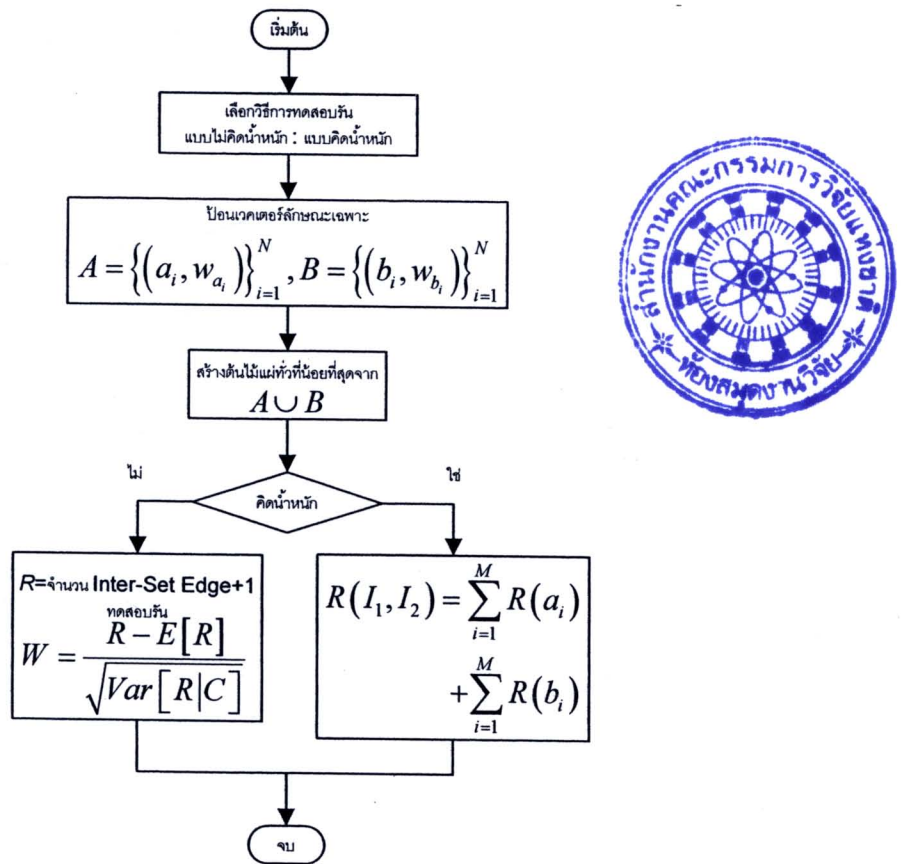 เริ่มต้น
เลือกวิธีการทดสอบรัน
แบบไม่คิดน้ำหนัก : แบบคิดน้ำหนัก
ป้อนเวคเตอร์ลักษณะเฉพาะ
A = {(a_i, w_{a_i})}_{i=1}^N , B = {(b_i, w_{b_i})}_{i=1}^N
สร้างต้นไม้แผ่ทั่วที่น้อยที่สุดจาก
A ∪ B
ไม่
ใช่
คิดน้ำหนัก
R=จำนวน Inter-Set Edge+1
ทดสอบรัน
W = \frac{R - E[R]}{\sqrt{Var[R|C]}}
R(I_1, I_2) = \sum_{i=1}^{M} R(a_i)
+ \sum_{i=1}^{M} R(b_i)
จบ
สำนักงานคณะกรรมการวิจัยแห่งชาติ
ห้องสมุดงานวิจัย